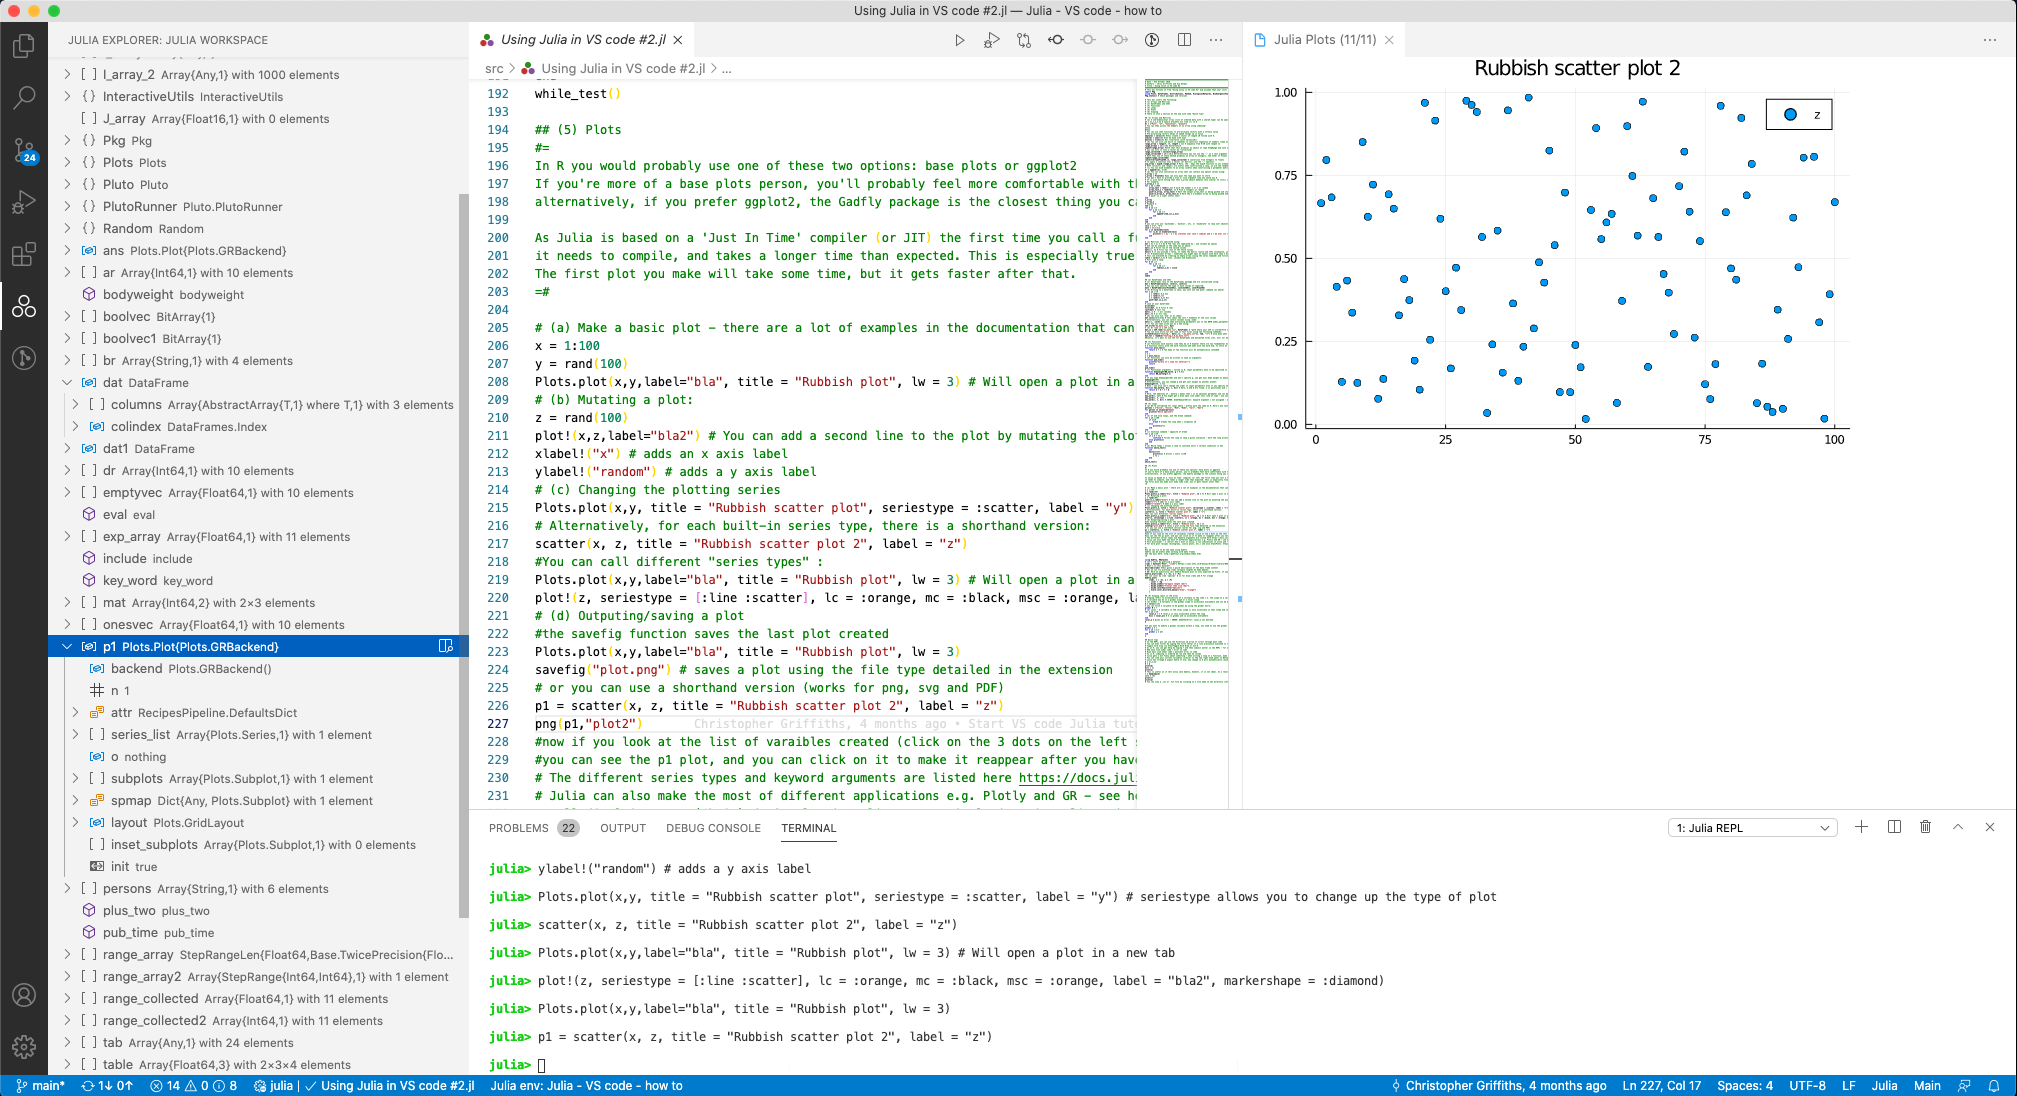 Using Julia in VS code #2.jl — Julia - VS code - how to
JULIA EXPLORER: JULIA WORKSPACE
[ ] I_array_2 Array{Any,1} with 1000 elements
{} InteractiveUtils InteractiveUtils
[ ] J_array Array{Float16,1} with 0 elements
{} Pkg Pkg
{} Plots Plots
{} Pluto Pluto
{} PlutoRunner Pluto.PlutoRunner
{} Random Random
ans Plots.Plot{Plots.GRBackend}
[ ] ar Array{Int64,1} with 10 elements
bodyweight bodyweight
[ ] boolvec BitArray{1}
[ ] boolvec1 BitArray{1}
[ ] br Array{String,1} with 4 elements
dat DataFrame
[ ] columns Array{AbstractArray{T,1} where T,1} with 3 elements
colindex DataFrames.Index
dat1 DataFrame
[ ] dr Array{Int64,1} with 10 elements
[ ] emptyvec Array{Float64,1} with 10 elements
eval eval
[ ] exp_array Array{Float64,1} with 11 elements
include include
key_word key_word
[ ] mat Array{Int64,2} with 2×3 elements
[ ] onesvec Array{Float64,1} with 10 elements
p1 Plots.Plot{Plots.GRBackend}
backend Plots.GRBackend()
n 1
attr RecipesPipeline.DefaultsDict
[ ] series_list Array{Plots.Series,1} with 1 element
o nothing
[ ] subplots Array{Plots.Subplot,1} with 1 element
spmap Dict{Any, Plots.Subplot} with 1 element
layout Plots.GridLayout
[ ] inset_subplots Array{Plots.Subplot,1} with 0 elements
init true
[ ] persons Array{String,1} with 6 elements
plus_two plus_two
pub_time pub_time
[ ] range_array StepRangeLen{Float64,Base.TwicePrecision{Flo...
[ ] range_array2 Array{StepRange{Int64,Int64},1} with 1 element
[ ] range_collected Array{Float64,1} with 11 elements
[ ] range_collected2 Array{Int64,1} with 11 elements
[ ] tab Array{Any,1} with 24 elements
[ ] table Array{Float64,3} with 2×3×4 elements
24
Using Julia in VS code #2.jl
src > Using Julia in VS code #2.jl > ...
192 while_test()
193
194 ## (5) Plots
195 #=
196 In R you would probably use one of these two options: base plots or ggplot2
197 If you're more of a base plots person, you'll probably feel more comfortable with th
198 alternatively, if you prefer ggplot2, the Gadfly package is the closest thing you ca
199
200 As Julia is based on a 'Just In Time' compiler (or JIT) the first time you call a fu
201 it needs to compile, and takes a longer time than expected. This is especially true
202 The first plot you make will take some time, but it gets faster after that.
203 =#
204
205 # (a) Make a basic plot - there are a lot of examples in the documentation that can
206 x = 1:100
207 y = rand(100)
208 Plots.plot(x,y,label="bla", title = "Rubbish plot", lw = 3) # Will open a plot in a
209 # (b) Mutating a plot:
210 z = rand(100)
211 plot!(x,z,label="bla2") # You can add a second line to the plot by mutating the plo
212 xlabel!("x") # adds an x axis label
213 ylabel!("random") # adds a y axis label
214 # (c) Changing the plotting series
215 Plots.plot(x,y, title = "Rubbish scatter plot", seriestype = :scatter, label = "y")
216 # Alternatively, for each built-in series type, there is a shorthand version:
217 scatter(x, z, title = "Rubbish scatter plot 2", label = "z")
218 #You can call different "series types" :
219 Plots.plot(x,y,label="bla", title = "Rubbish plot", lw = 3) # Will open a plot in a
220 plot!(z, seriestype = [:line :scatter], lc = :orange, mc = :black, msc = :orange, la
221 # (d) Outputing/saving a plot
222 #the savefig function saves the last plot created
223 Plots.plot(x,y,label="bla", title = "Rubbish plot", lw = 3)
224 savefig("plot.png") # saves a plot using the file type detailed in the extension
225 # or you can use a shorthand version (works for png, svg and PDF)
226 p1 = scatter(x, z, title = "Rubbish scatter plot 2", label = "z")
227 png(p1,"plot2") Christopher Griffiths, 4 months ago • Start VS code Julia tut
228 #now if you look at the list of varaibles created (click on the 3 dots on the left s
229 #you can see the p1 plot, and you can click on it to make it reappear after you have
230 # The different series types and keyword arguments are listed here https://docs.jul
231 # Julia can also make the most of different applications e.g. Plotly and GR - see he
Julia Plots (11/11)
Rubbish scatter plot 2
z
1.00
0.75
0.50
0.25
0.00
0 25 50 75 100
PROBLEMS 22 OUTPUT DEBUG CONSOLE TERMINAL
1: Julia REPL
julia> ylabel!("random") # adds a y axis label
julia> Plots.plot(x,y, title = "Rubbish scatter plot", seriestype = :scatter, label = "y") # seriestype allows you to change up the type of plot
julia> scatter(x, z, title = "Rubbish scatter plot 2", label = "z")
julia> Plots.plot(x,y,label="bla", title = "Rubbish plot", lw = 3) # Will open a plot in a new tab
julia> plot!(z, seriestype = [:line :scatter], lc = :orange, mc = :black, msc = :orange, label = "bla2", markershape = :diamond)
julia> Plots.plot(x,y,label="bla", title = "Rubbish plot", lw = 3)
julia> p1 = scatter(x, z, title = "Rubbish scatter plot 2", label = "z")
julia>
main* 1↓ 0↑ 14 0 8 julia | ✓ Using Julia in VS code #2.jl Julia env: Julia - VS code - how to Christopher Griffiths, 4 months ago Ln 227, Col 17 Spaces: 4 UTF-8 LF Julia Main